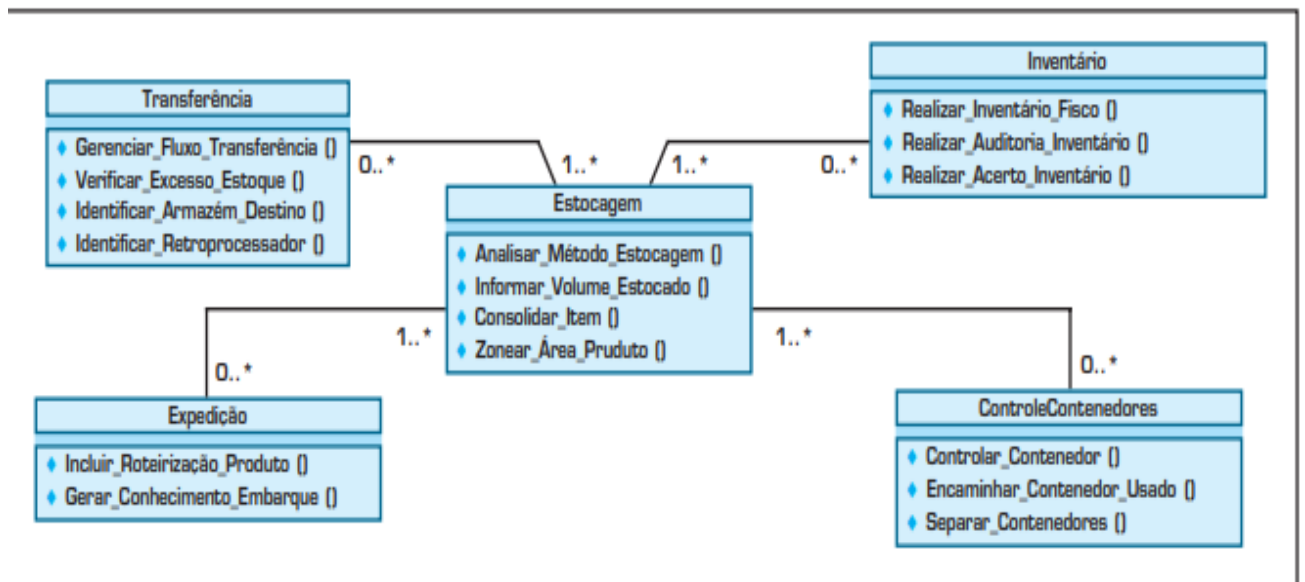 Transferência
Gerenciar_Fluxo_Transferência ()
Verificar_Excesso_Estoque ()
Identificar_Armazém_Destino ()
Identificar_Retroprocessador ()
0..*
1..*
Inventário
Realizar_Inventário_Fisco ()
Realizar_Auditoria_Inventário ()
Realizar_Acerto_Inventário ()
1..*
0..*
Estocagem
Analisar_Método_Estocagem ()
Informar_Volume_Estocado ()
Consolidar_Item ()
Zonear_Área_Pruduto ()
1..*
0..*
1..*
0..*
Expedição
Incluir_Roteirização_Produto ()
Gerar_Conhecimento_Embarque ()
ControleContenedores
Controlar_Contenedor ()
Encaminhar_Contenedor_Usado ()
Separar_Contenedores ()